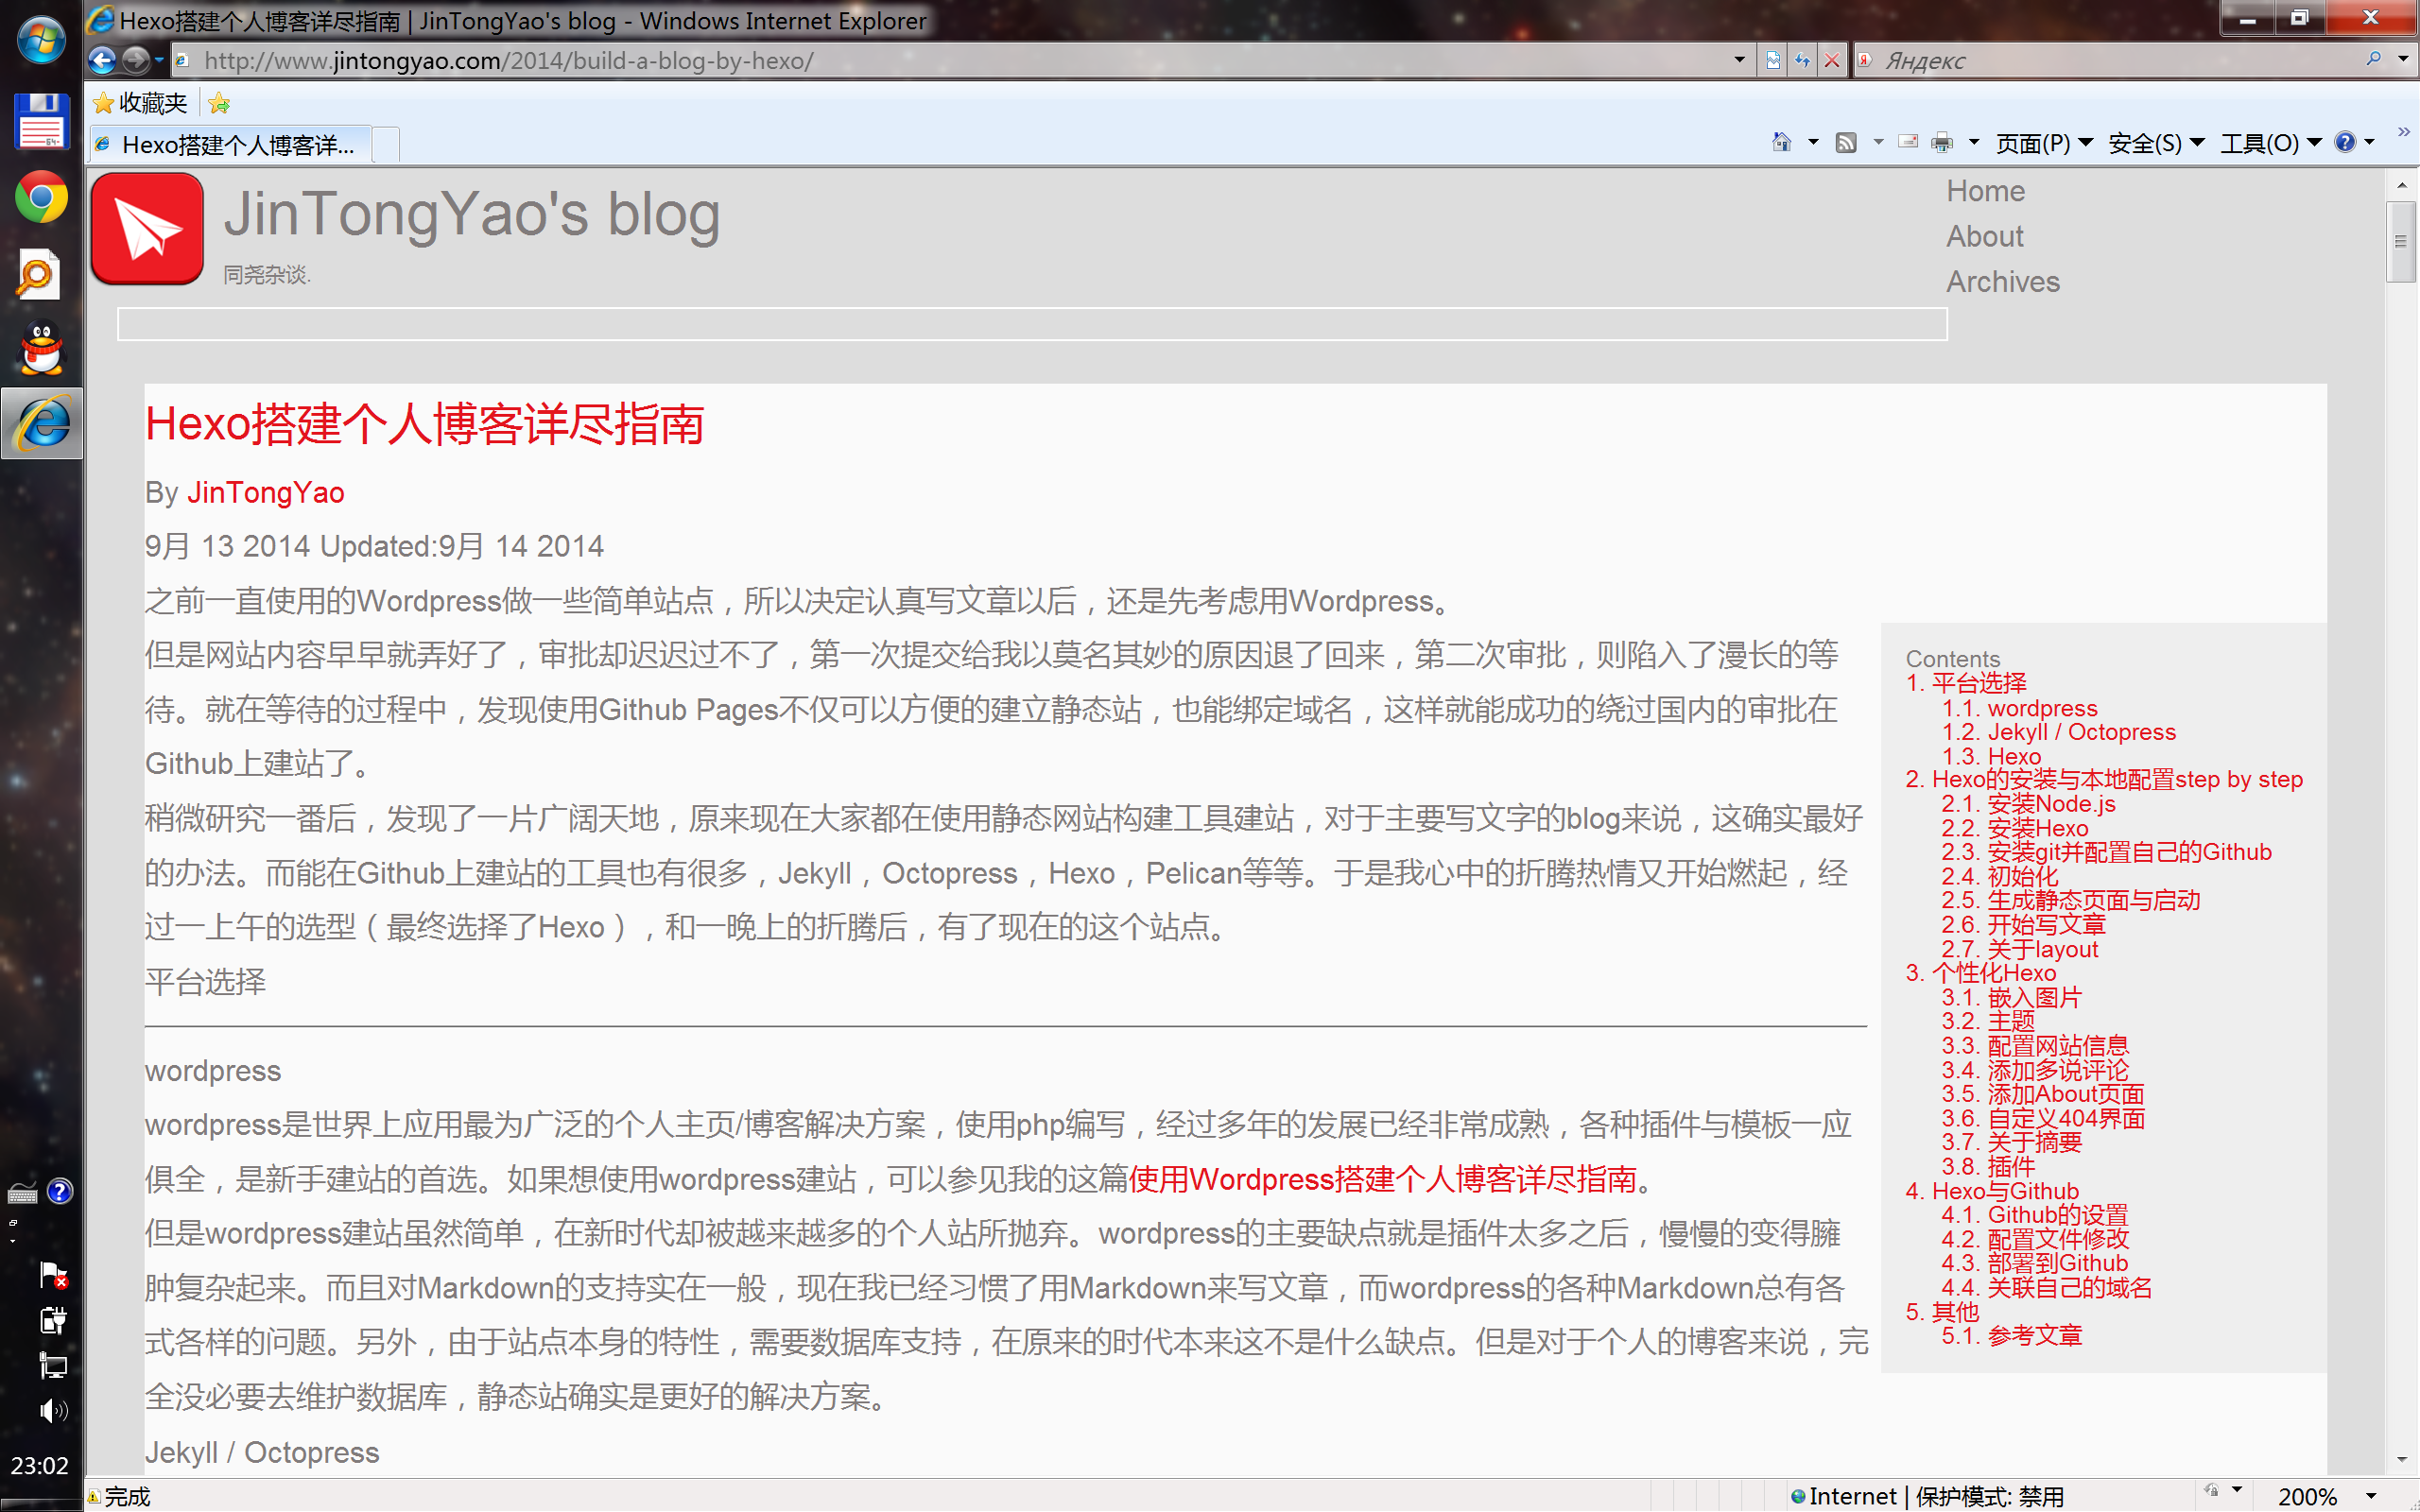 Hexo搭建个人博客详尽指南 | JinTongYao's blog - Windows Internet Explorer
http://www.jintongyao.com/2014/build-a-blog-by-hexo/
Яндекс
收藏夹
Hexo搭建个人博客详...
页面(P)
安全(S)
工具(O)
JinTongYao's blog
同尧杂谈.
Home
About
Archives
Hexo搭建个人博客详尽指南
By JinTongYao
9月 13 2014 Updated:9月 14 2014
之前一直使用的Wordpress做一些简单站点，所以决定认真写文章以后，还是先考虑用Wordpress。
但是网站内容早早就弄好了，审批却迟迟过不了，第一次提交给我以莫名其妙的原因退了回来，第二次审批，则陷入了漫长的等
待。就在等待的过程中，发现使用Github Pages不仅可以方便的建立静态站，也能绑定域名，这样就能成功的绕过国内的审批在
Github上建站了。
稍微研究一番后，发现了一片广阔天地，原来现在大家都在使用静态网站构建工具建站，对于主要写文字的blog来说，这确实最好
的办法。而能在Github上建站的工具也有很多，Jekyll，Octopress，Hexo，Pelican等等。于是我心中的折腾热情又开始燃起，经
过一上午的选型（最终选择了Hexo），和一晚上的折腾后，有了现在的这个站点。
平台选择
wordpress
wordpress是世界上应用最为广泛的个人主页/博客解决方案，使用php编写，经过多年的发展已经非常成熟，各种插件与模板一应
俱全，是新手建站的首选。如果想使用wordpress建站，可以参见我的这篇使用Wordpress搭建个人博客详尽指南。
但是wordpress建站虽然简单，在新时代却被越来越多的个人站所抛弃。wordpress的主要缺点就是插件太多之后，慢慢的变得臃
肿复杂起来。而且对Markdown的支持实在一般，现在我已经习惯了用Markdown来写文章，而wordpress的各种Markdown总有各
式各样的问题。另外，由于站点本身的特性，需要数据库支持，在原来的时代本来这不是什么缺点。但是对于个人的博客来说，完
全没必要去维护数据库，静态站确实是更好的解决方案。
Jekyll / Octopress
Contents
1. 平台选择
1.1. wordpress
1.2. Jekyll / Octopress
1.3. Hexo
2. Hexo的安装与本地配置step by step
2.1. 安装Node.js
2.2. 安装Hexo
2.3. 安装git并配置自己的Github
2.4. 初始化
2.5. 生成静态页面与启动
2.6. 开始写文章
2.7. 关于layout
3. 个性化Hexo
3.1. 嵌入图片
3.2. 主题
3.3. 配置网站信息
3.4. 添加多说评论
3.5. 添加About页面
3.6. 自定义404界面
3.7. 关于摘要
3.8. 插件
4. Hexo与Github
4.1. Github的设置
4.2. 配置文件修改
4.3. 部署到Github
4.4. 关联自己的域名
5. 其他
5.1. 参考文章
23:02
完成
Internet | 保护模式: 禁用
200%